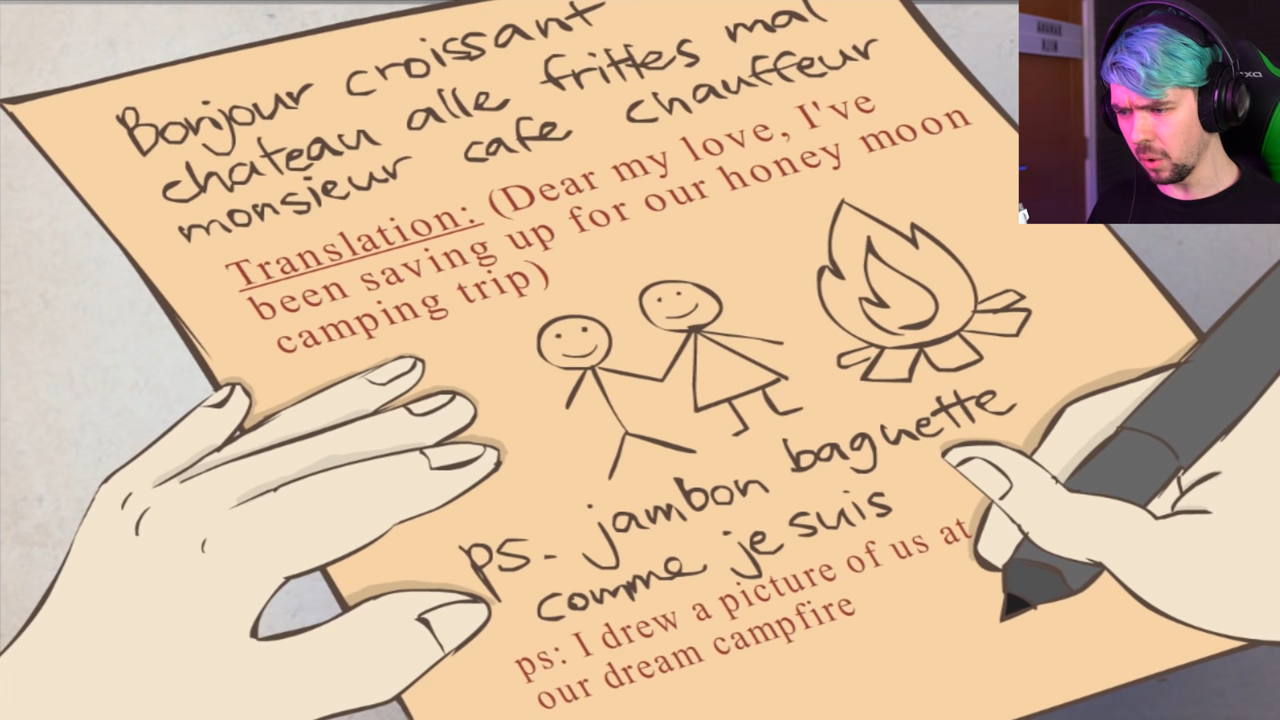 Bonjour croissant
chateau alle frittes mal
monsieur cafe chauffeur
Translation: (Dear my love, I've
been saving up for our honey moon
camping trip)
ps. jambon baguette
comme je suis
ps: I drew a picture of us at
our dream campfire